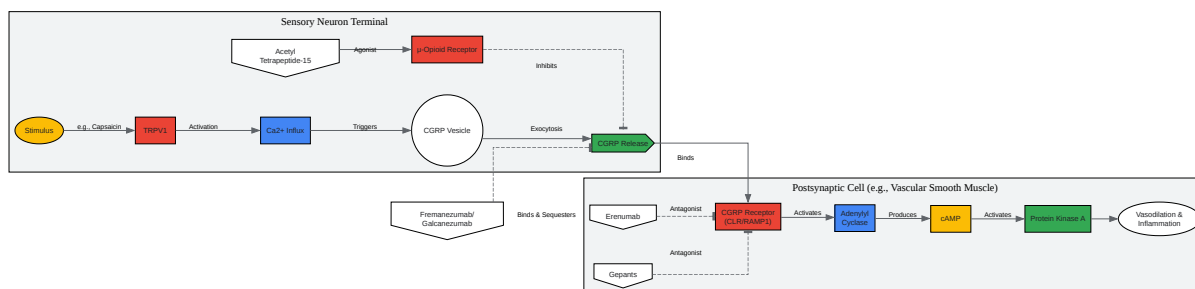 Sensory Neuron Terminal
Acetyl
Tetrapeptide-15
Agonist
μ-Opioid Receptor
Inhibits
Stimulus
e.g., Capsaicin
TRPV1
Activation
Ca2+ Influx
Triggers
CGRP Vesicle
Exocytosis
CGRP Release
Binds
Fremanezumab/
Galcanezumab
Binds & Sequesters
Postsynaptic Cell (e.g., Vascular Smooth Muscle)
Erenumab
Antagonist
CGRP Receptor
(CLR/RAMP1)
Activates
Adenylyl
Cyclase
Produces
cAMP
Activates
Protein Kinase A
Vasodilation &
Inflammation
Antagonist
Gepants